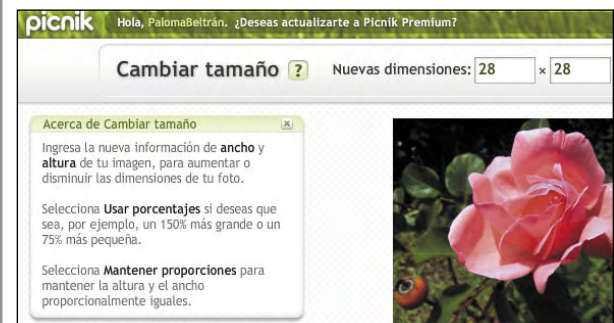 picnik Hola, PalomaBeltrán. ¿Deseas actualizarte a Picnik Premium?
Cambiar tamaño ? Nuevas dimensiones: 28 × 28
Acerca de Cambiar tamaño x
Ingresa la nueva información de ancho y
altura de tu imagen, para aumentar o
disminuir las dimensiones de tu foto.
Selecciona Usar porcentajes si deseas que
sea, por ejemplo, un 150% más grande o un
75% más pequeña.
Selecciona Mantener proporciones para
mantener la altura y el ancho
proporcionalmente iguales.